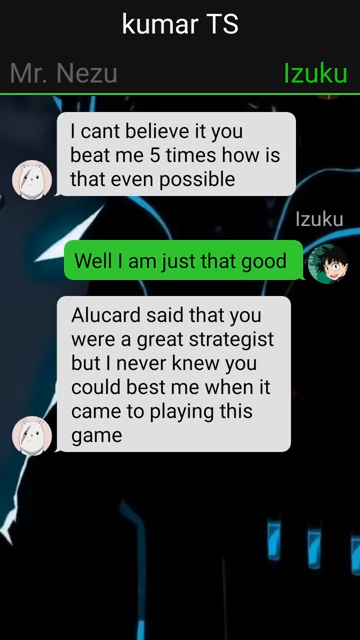 kumar TS
Mr. Nezu
Izuku
I cant believe it you
beat me 5 times how is
that even possible
Izuku
Well I am just that good
Alucard said that you
were a great strategist
but I never knew you
could best me when it
came to playing this
game